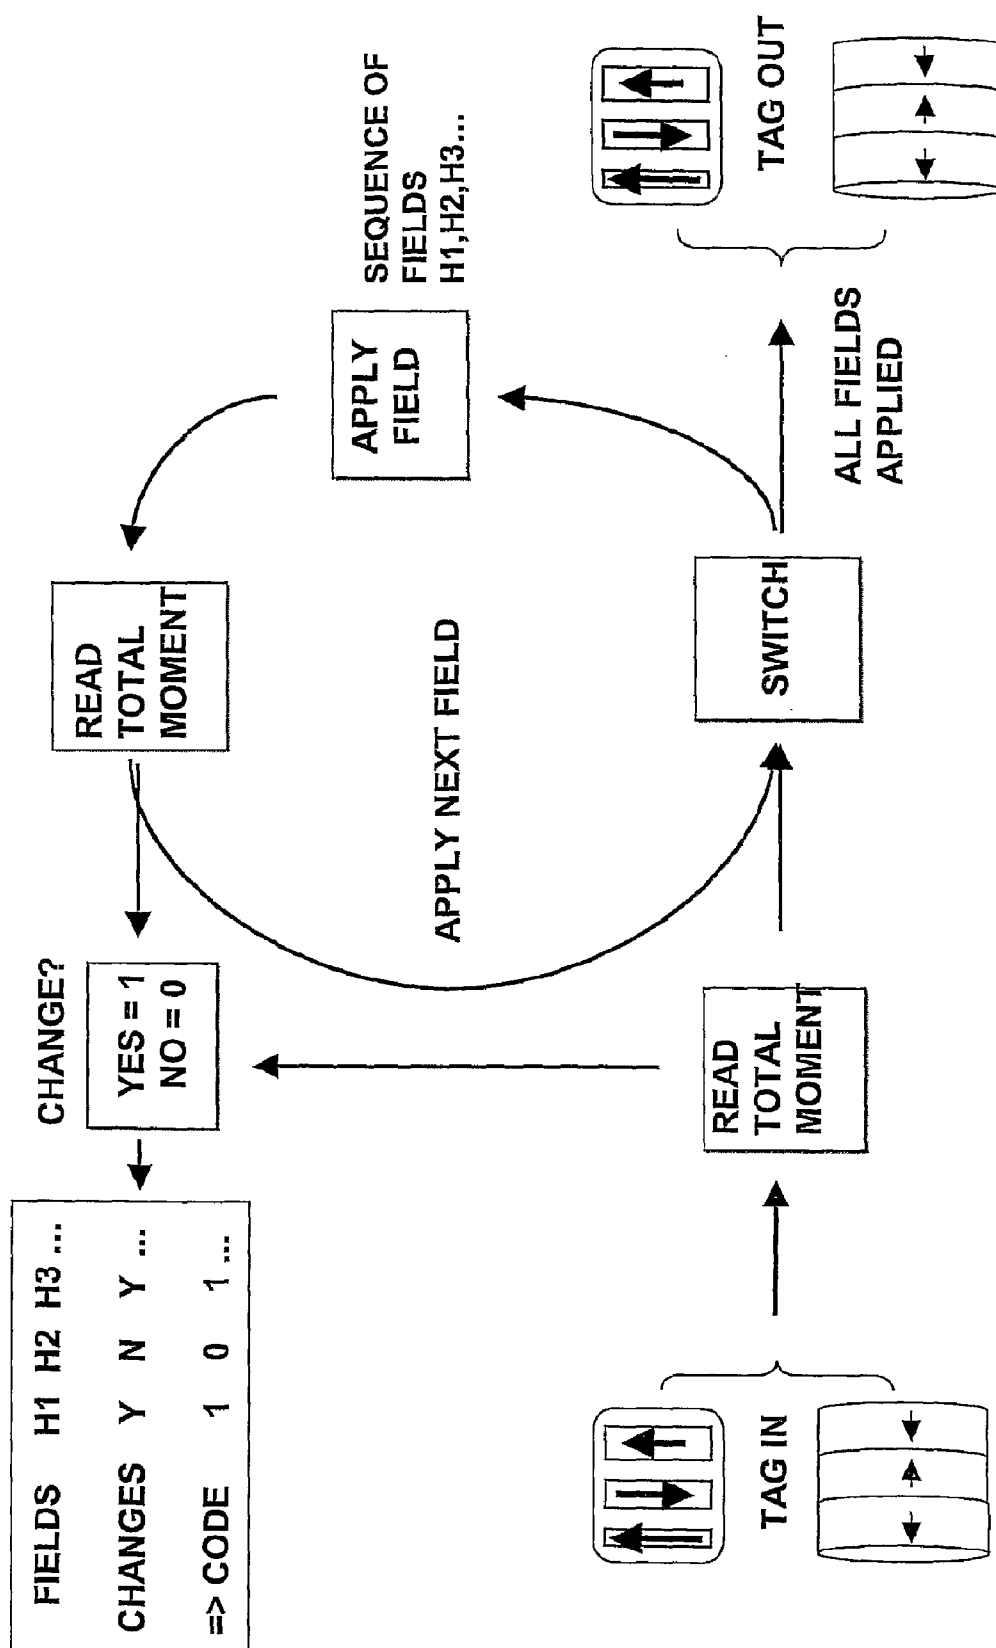 FIELDS H1 H2 H3 ...
CHANGES Y N Y ...
=> CODE 1 0 1 ...
CHANGE?
YES = 1
NO = 0
READ
TOTAL
MOMENT
APPLY
FIELD
SEQUENCE OF
FIELDS
H1,H2,H3...
APPLY NEXT FIELD
TAG IN
READ
TOTAL
MOMENT
SWITCH
ALL FIELDS
APPLIED
TAG OUT